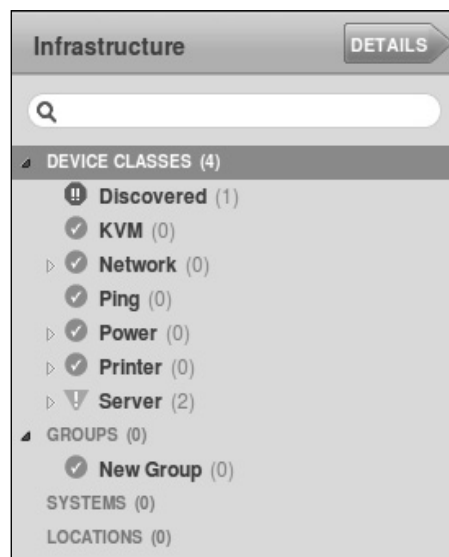 Infrastructure DETAILS
DEVICE CLASSES (4)
Discovered (1)
KVM (0)
Network (0)
Ping (0)
Power (0)
Printer (0)
Server (2)
GROUPS (0)
New Group (0)
SYSTEMS (0)
LOCATIONS (0)